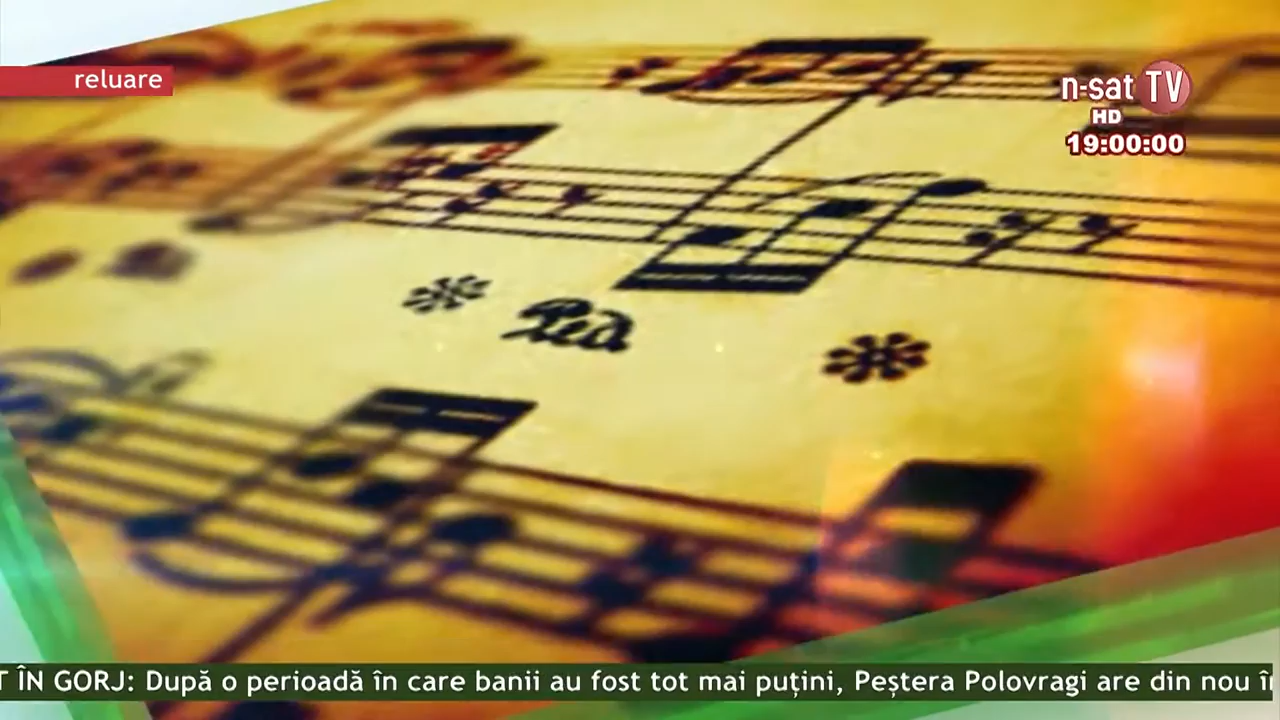 reluare
n-sat TV
HD
19:00:00
Ped
T ÎN GORJ: După o perioadă în care banii au fost tot mai puțini, Peștera Polovragi are din nou î